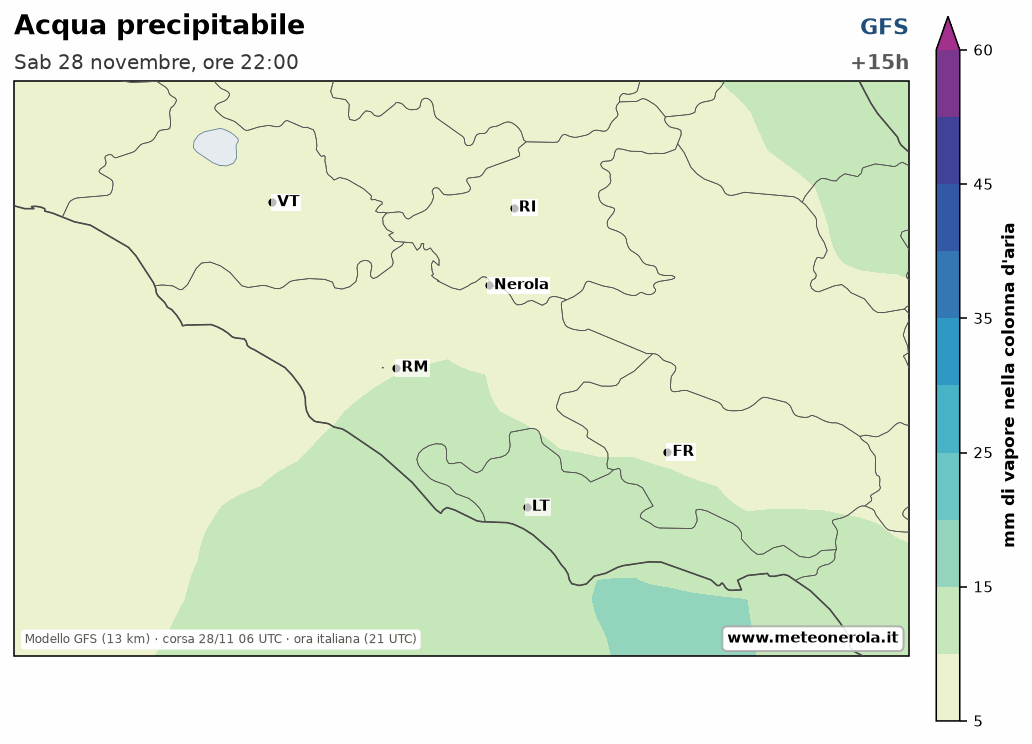 Acqua precipitabile
GFS
Sab 28 novembre, ore 22:00
+15h
60
45
35
25
15
5
mm di vapore nella colonna d'aria
VT
RI
Nerola
RM
FR
LT
Modello GFS (13 km) · corsa 28/11 06 UTC · ora italiana (21 UTC)
www.meteonerola.it